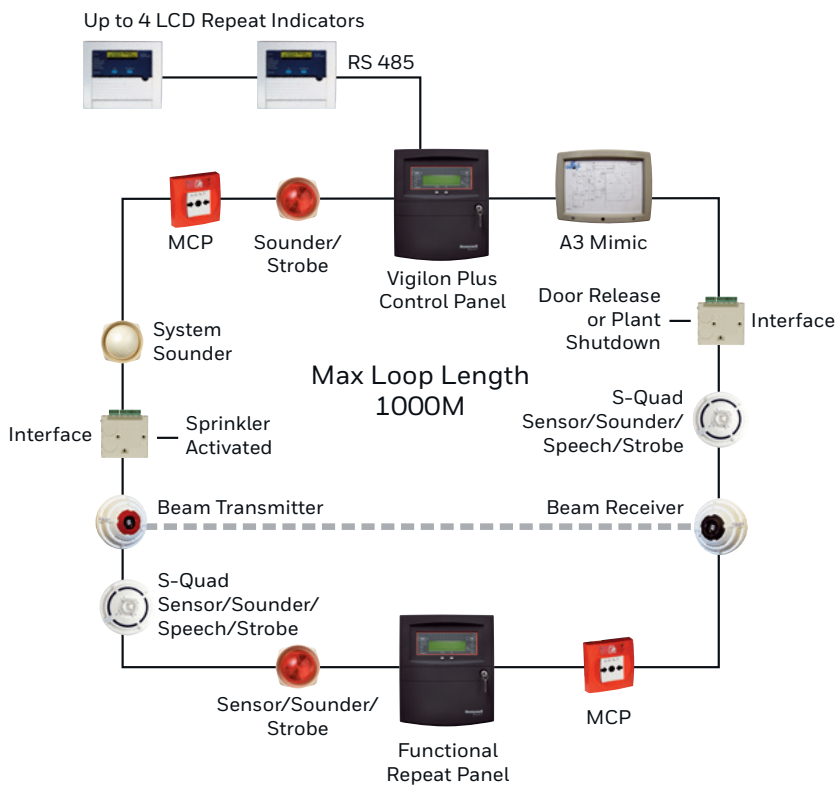 Up to 4 LCD Repeat Indicators
RS 485
MCP
Sounder/
Strobe
Vigilon Plus
Control Panel
A3 Mimic
Door Release
or Plant
Shutdown
Interface
System
Sounder
Max Loop Length
1000M
S-Quad
Sensor/Sounder/
Speech/Strobe
Interface
Sprinkler
Activated
Beam Transmitter
Beam Receiver
S-Quad
Sensor/Sounder/
Speech/Strobe
Sensor/Sounder/
Strobe
Functional
Repeat Panel
MCP